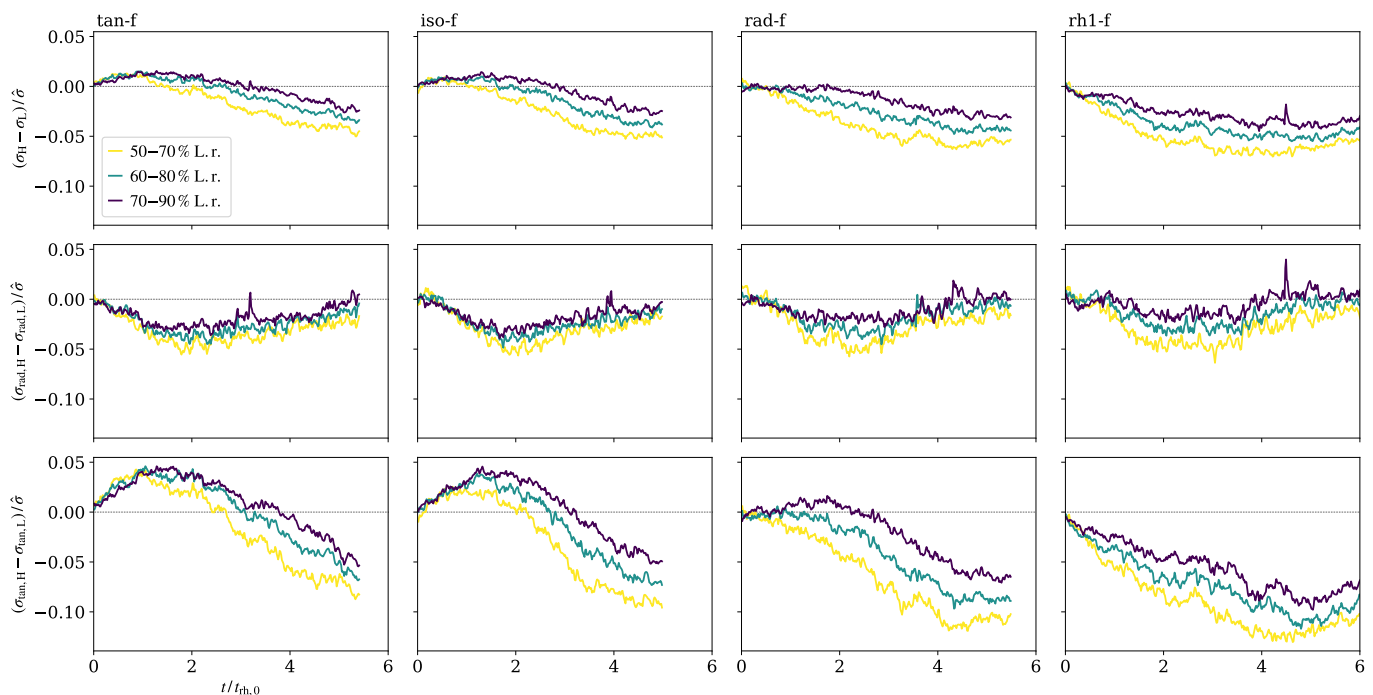 tan-f iso-f rad-f rh1-f
0.05
0.00
−0.05
−0.10
(σH − σL)/σ̂
50−70% L.r.
60−80% L.r.
70−90% L.r.
0.05
0.00
−0.05
−0.10
(σrad, H − σrad, L)/σ̂
0.05
0.00
−0.05
−0.10
(σtan, H − σtan, L)/σ̂
0 2 4 6 0 2 4 6 0 2 4 6 0 2 4 6
t/trh, 0